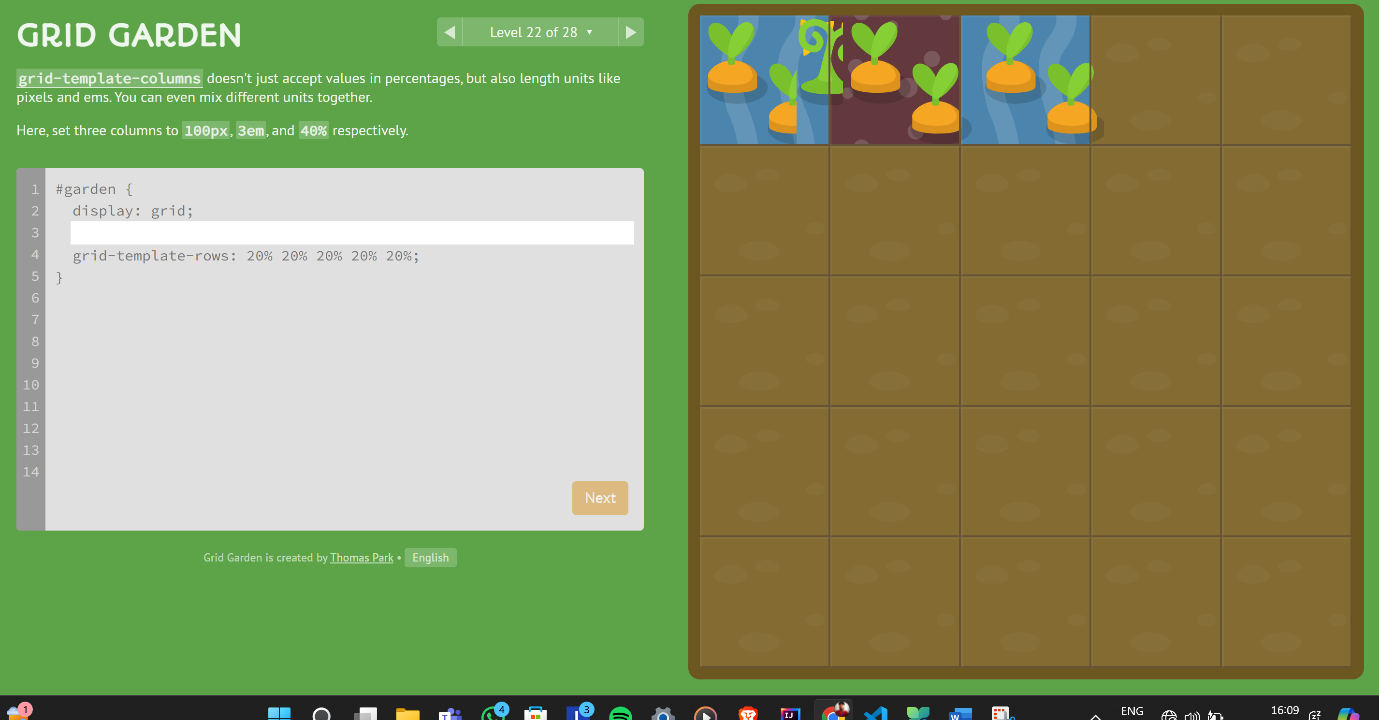 GRID GARDEN
Level 22 of 28
grid-template-columns doesn't just accept values in percentages, but also length units like
pixels and ems. You can even mix different units together.
Here, set three columns to 100px, 3em, and 40% respectively.
1 #garden {
2 display: grid;
3
4 grid-template-rows: 20% 20% 20% 20% 20%;
5 }
6
7
8
9
10
11
12
13
14
Next
Grid Garden is created by Thomas Park • English
1
4
3
ENG
16:09